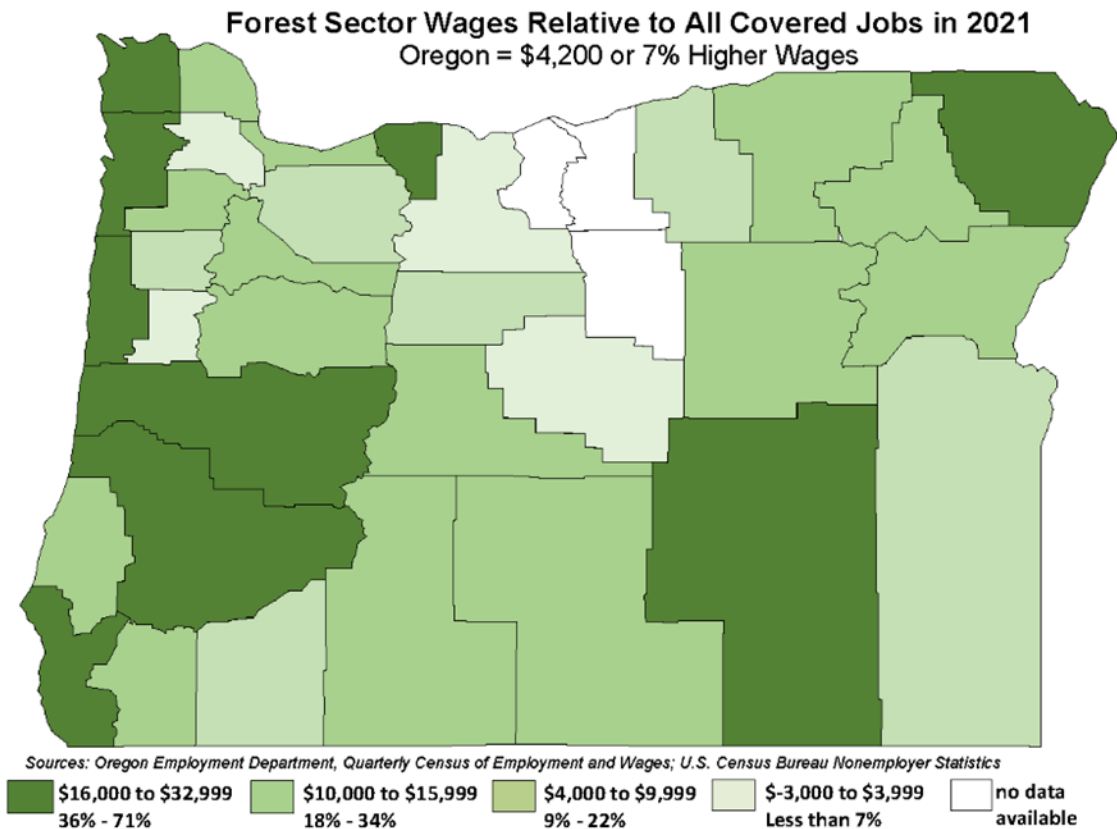 Forest Sector Wages Relative to All Covered Jobs in 2021
Oregon = $4,200 or 7% Higher Wages
Sources: Oregon Employment Department, Quarterly Census of Employment and Wages; U.S. Census Bureau Nonemployer Statistics
$16,000 to $32,999
36% - 71%
$10,000 to $15,999
18% - 34%
$4,000 to $9,999
9% - 22%
$-3,000 to $3,999
Less than 7%
no data
available